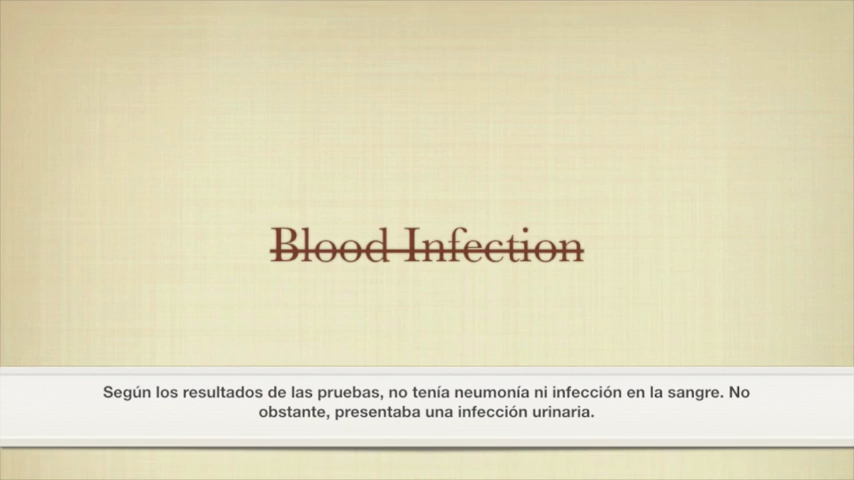 Blood Infection
Según los resultados de las pruebas, no tenía neumonía ni infección en la sangre. No
obstante, presentaba una infección urinaria.